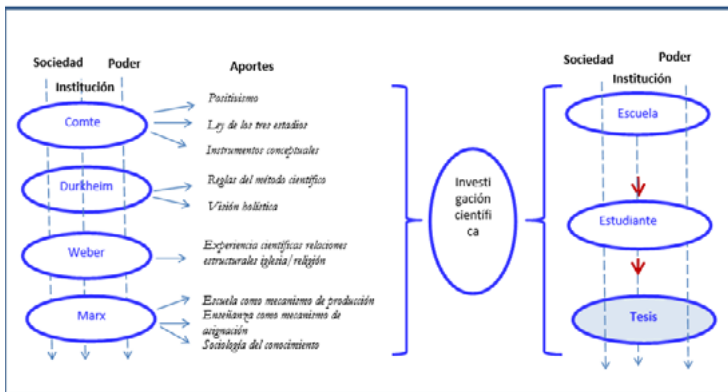 Sociedad
Poder
Institución
Aportes
Comte
Positivismo
Ley de los tres estadios
Instrumentos conceptuales
Durkheim
Reglas del método científico
Visión holística
Weber
Experiencia científicas relaciones
estructurales iglesia/religión
Marx
Escuela como mecanismo de producción
Enseñanza como mecanismo de
asignación
Sociología del conocimiento
Investi
gación
científi
ca
Sociedad
Poder
Institución
Escuela
Estudiante
Tesis